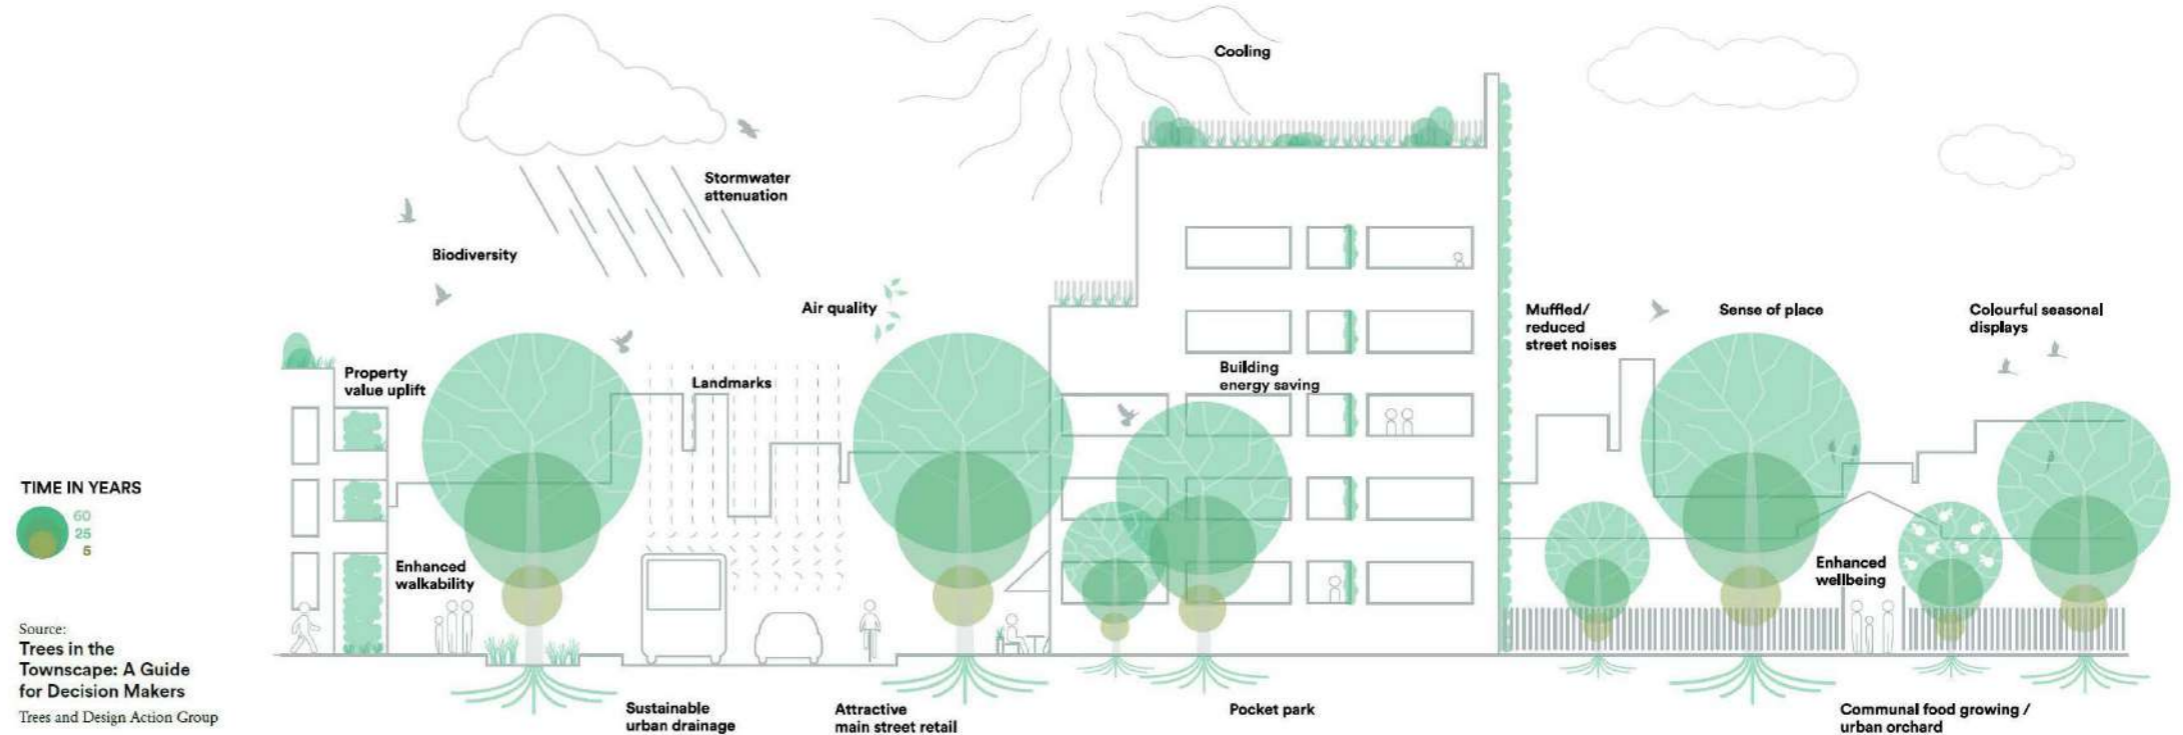 Cooling
Stormwater
attenuation
Biodiversity
Air quality
Muffled/
reduced
street noises
Sense of place
Colourful seasonal
displays
Property
value uplift
Landmarks
Building
energy saving
TIME IN YEARS
60
25
5
Enhanced
walkability
Enhanced
wellbeing
Source:
Trees in the
Townscape: A Guide
for Decision Makers
Trees and Design Action Group
Sustainable
urban drainage
Attractive
main street retail
Pocket park
Communal food growing /
urban orchard